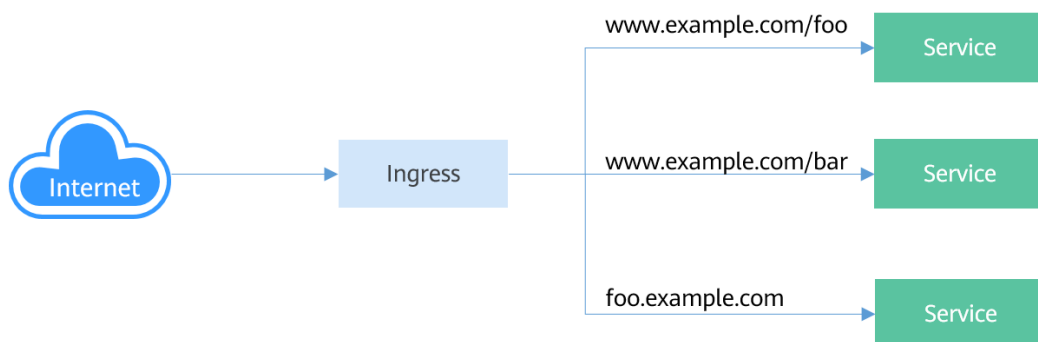 www.example.com/foo
Service
Internet
Ingress
www.example.com/bar
Service
foo.example.com
Service